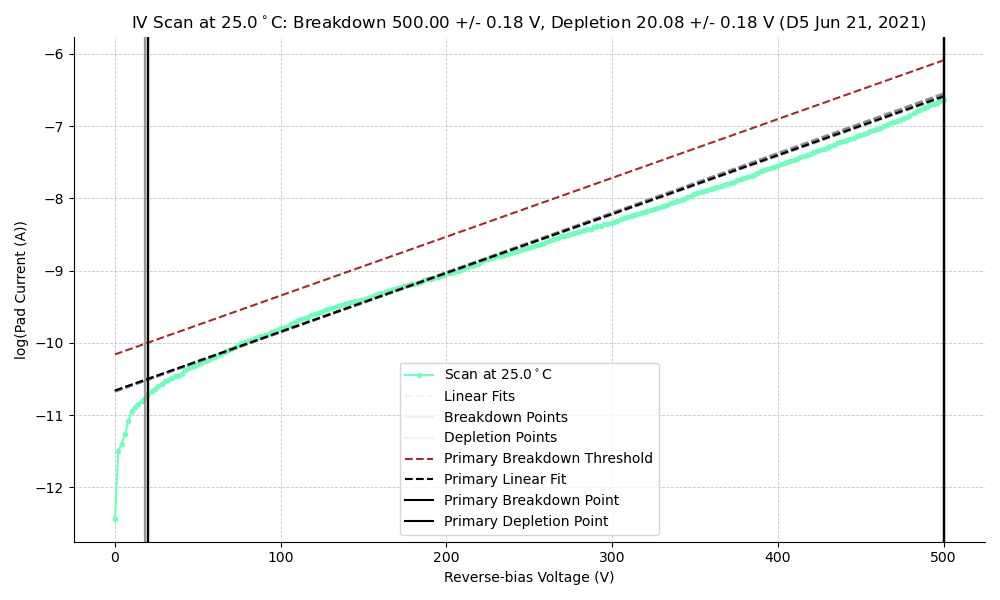 IV Scan at 25.0°C: Breakdown 500.00 +/- 0.18 V, Depletion 20.08 +/- 0.18 V (D5 Jun 21, 2021)
log(Pad Current (A))
−6
−7
−8
−9
−10
−11
−12
Scan at 25.0°C
Linear Fits
Breakdown Points
Depletion Points
Primary Breakdown Threshold
Primary Linear Fit
Primary Breakdown Point
Primary Depletion Point
0 100 200 300 400 500
Reverse-bias Voltage (V)